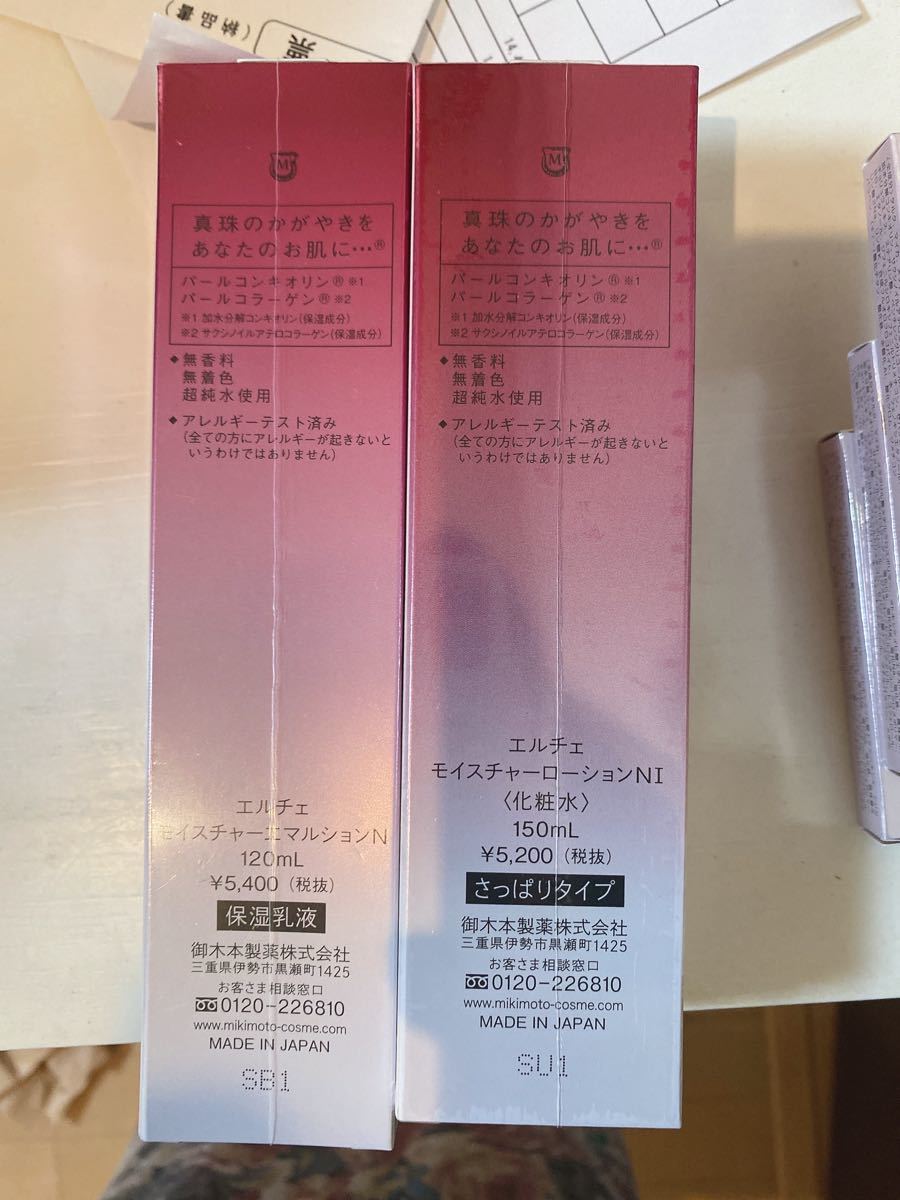 （納品書）
14,
M
真珠のかがやきを
あなたのお肌に…®
パールコンキオリン® ※1
パールコラーゲン® ※2
※1 加水分解コンキオリン（保湿成分）
※2 サクシノイルアテロコラーゲン（保湿成分）
◆無香料
無着色
超純水使用
◆アレルギーテスト済み
（全ての方にアレルギーが起きないと
いうわけではありません）
エルチェ
モイスチャーエマルションN
120mL
¥5,400（税抜）
保湿乳液
御木本製薬株式会社
三重県伊勢市黒瀬町1425
お客さま相談窓口
0120-226810
www.mikimoto-cosme.com
MADE IN JAPAN
SB1
M
真珠のかがやきを
あなたのお肌に…®
パールコンキオリン® ※1
パールコラーゲン® ※2
※1 加水分解コンキオリン（保湿成分）
※2 サクシノイルアテロコラーゲン（保湿成分）
◆無香料
無着色
超純水使用
◆アレルギーテスト済み
（全ての方にアレルギーが起きないと
いうわけではありません）
エルチェ
モイスチャーローションNI
〈化粧水〉
150mL
¥5,200（税抜）
さっぱりタイプ
御木本製薬株式会社
三重県伊勢市黒瀬町1425
お客さま相談窓口
0120-226810
www.mikimoto-cosme.com
MADE IN JAPAN
SU1